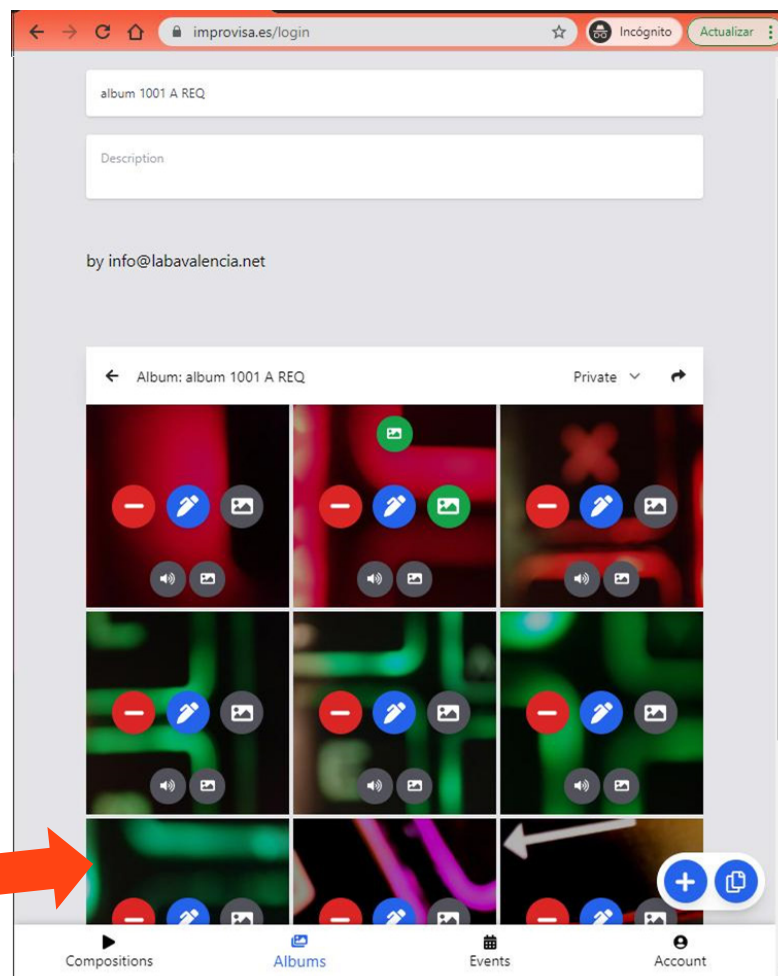 improvisa.es/login
Incógnito
Actualizar
album 1001 A REQ
Description
by info@labavalencia.net
Album: album 1001 A REQ
Private
Compositions
Albums
Events
Account